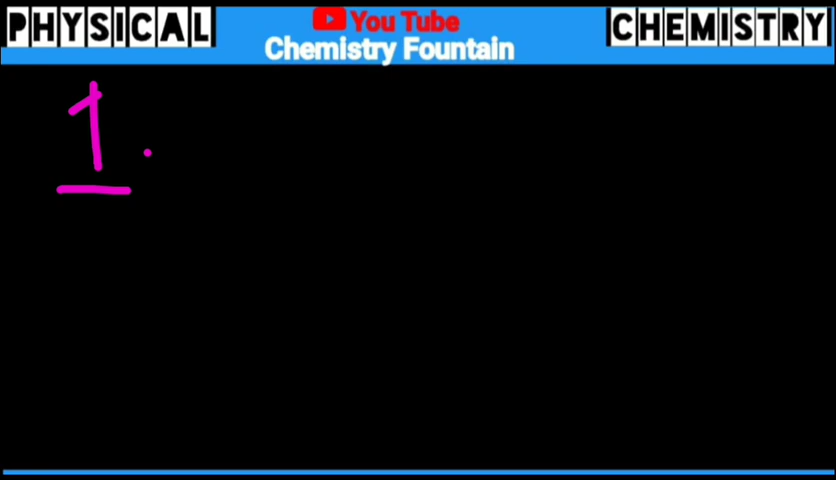 PHYSICAL
You Tube
Chemistry Fountain
CHEMISTRY
1.